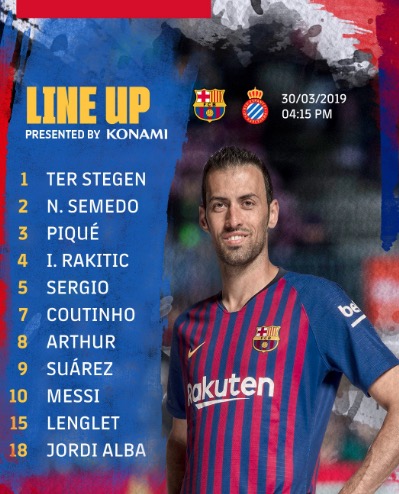 LINE UP
PRESENTED BY KONAMI
30/03/2019
04:15 PM
1 TER STEGEN
2 N. SEMEDO
3 PIQUÉ
4 I. RAKITIC
5 SERGIO
7 COUTINHO
8 ARTHUR
9 SUÁREZ
10 MESSI
15 LENGLET
18 JORDI ALBA
Rakuten